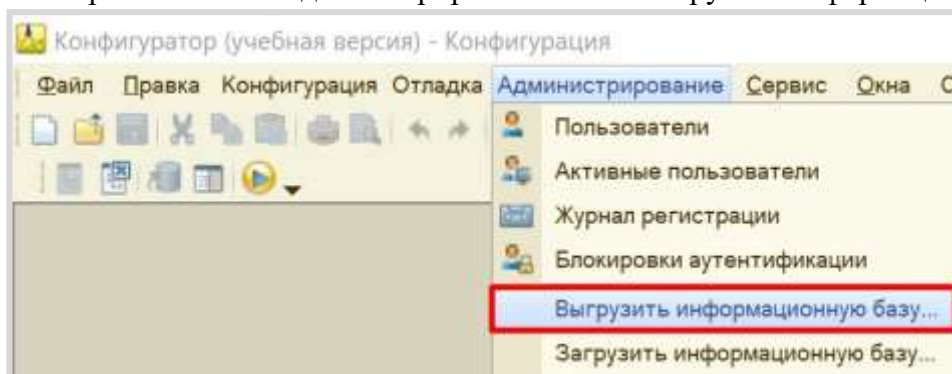 Конфигуратор (учебная версия) - Конфигурация
Файл Правка Конфигурация Отладка Администрирование Сервис Окна
Пользователи
Активные пользователи
Журнал регистрации
Блокировки аутентификации
Выгрузить информационную базу...
Загрузить информационную базу...